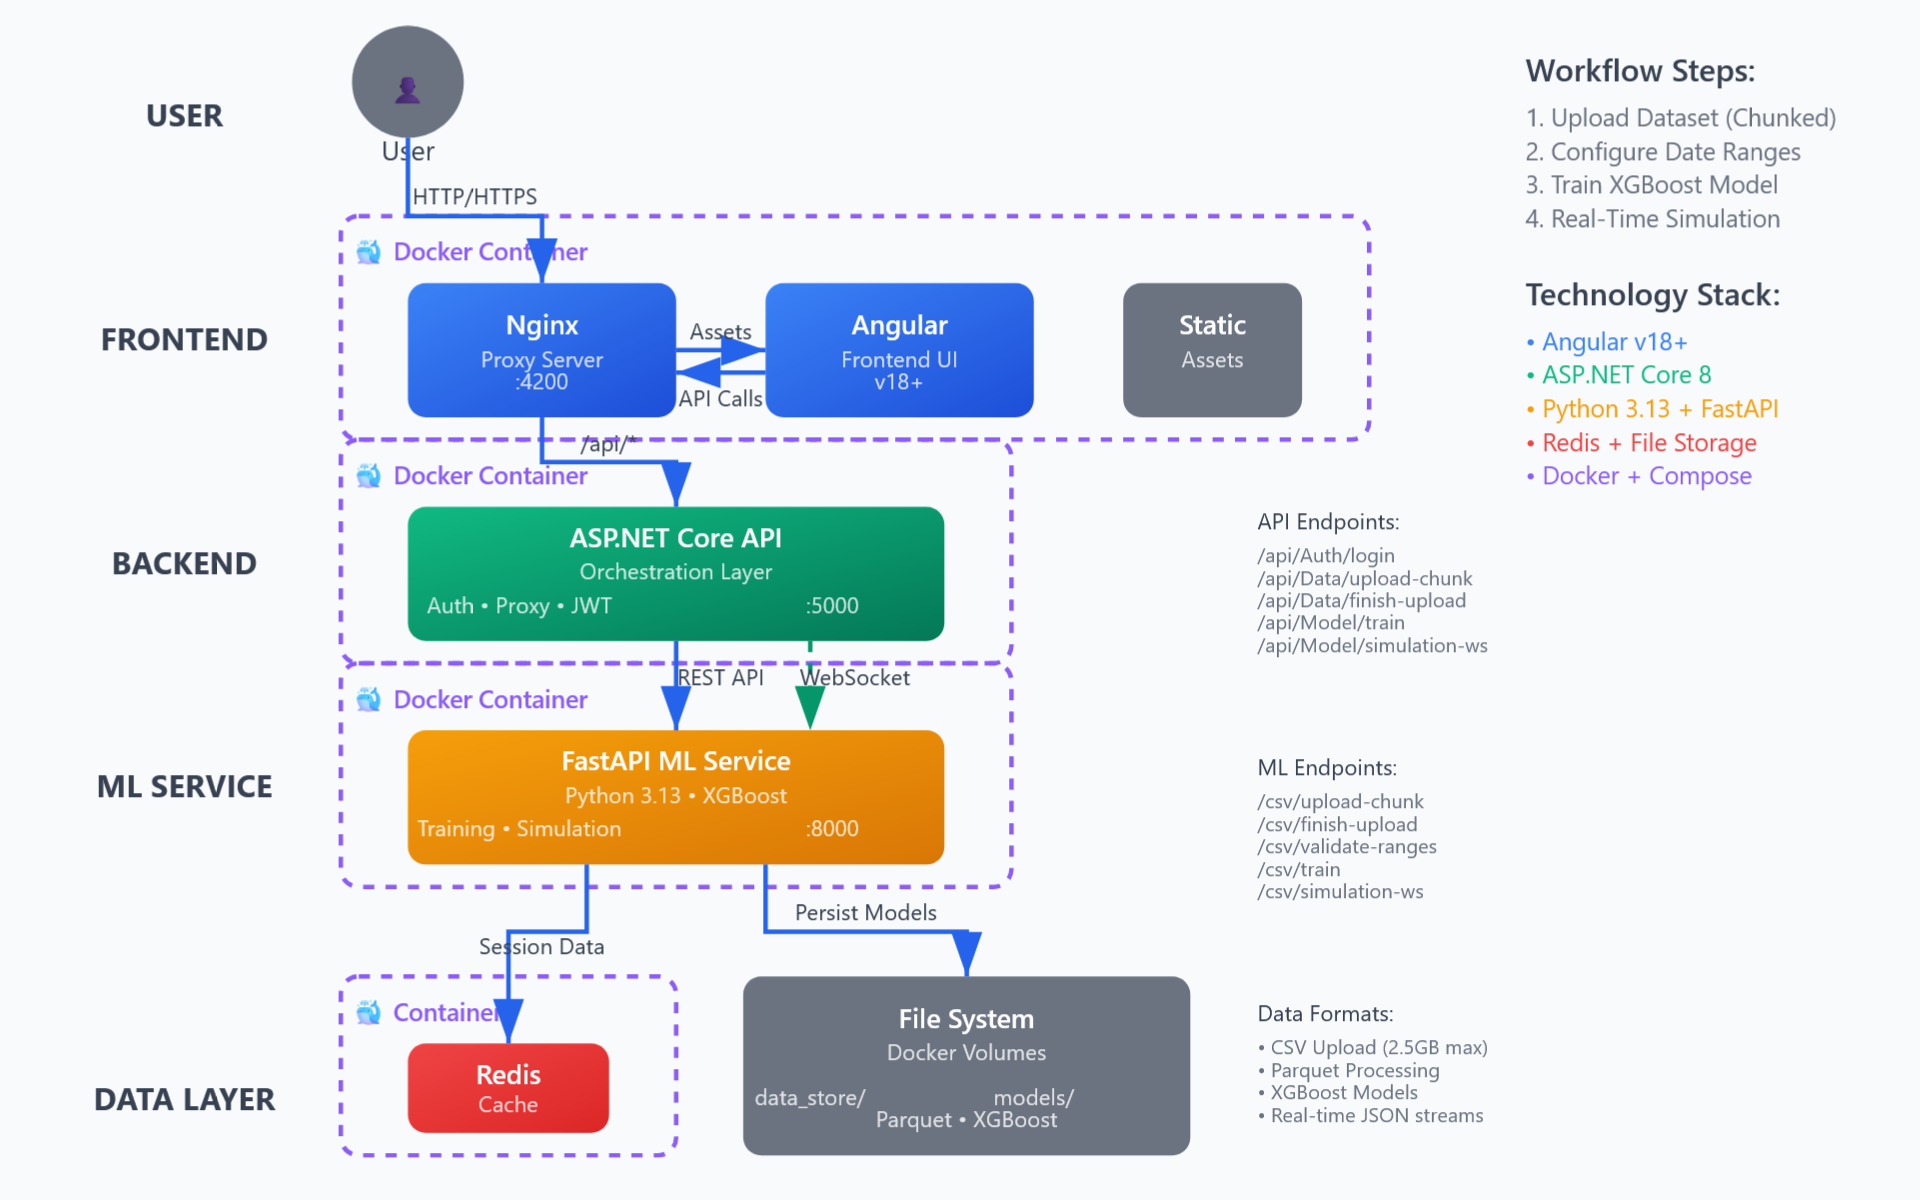 USER
User
HTTP/HTTPS
Workflow Steps:
1. Upload Dataset (Chunked)
2. Configure Date Ranges
3. Train XGBoost Model
4. Real-Time Simulation
Technology Stack:
• Angular v18+
• ASP.NET Core 8
• Python 3.13 + FastAPI
• Redis + File Storage
• Docker + Compose
FRONTEND
Docker Container
Nginx
Proxy Server
:4200
Assets
API Calls
Angular
Frontend UI
v18+
Static
Assets
/api/*
BACKEND
Docker Container
ASP.NET Core API
Orchestration Layer
Auth • Proxy • JWT :5000
API Endpoints:
/api/Auth/login
/api/Data/upload-chunk
/api/Data/finish-upload
/api/Model/train
/api/Model/simulation-ws
REST API
WebSocket
ML SERVICE
Docker Container
FastAPI ML Service
Python 3.13 • XGBoost
Training • Simulation :8000
ML Endpoints:
/csv/upload-chunk
/csv/finish-upload
/csv/validate-ranges
/csv/train
/csv/simulation-ws
Persist Models
Session Data
DATA LAYER
Container
Redis
Cache
File System
Docker Volumes
data_store/ models/
Parquet • XGBoost
Data Formats:
• CSV Upload (2.5GB max)
• Parquet Processing
• XGBoost Models
• Real-time JSON streams